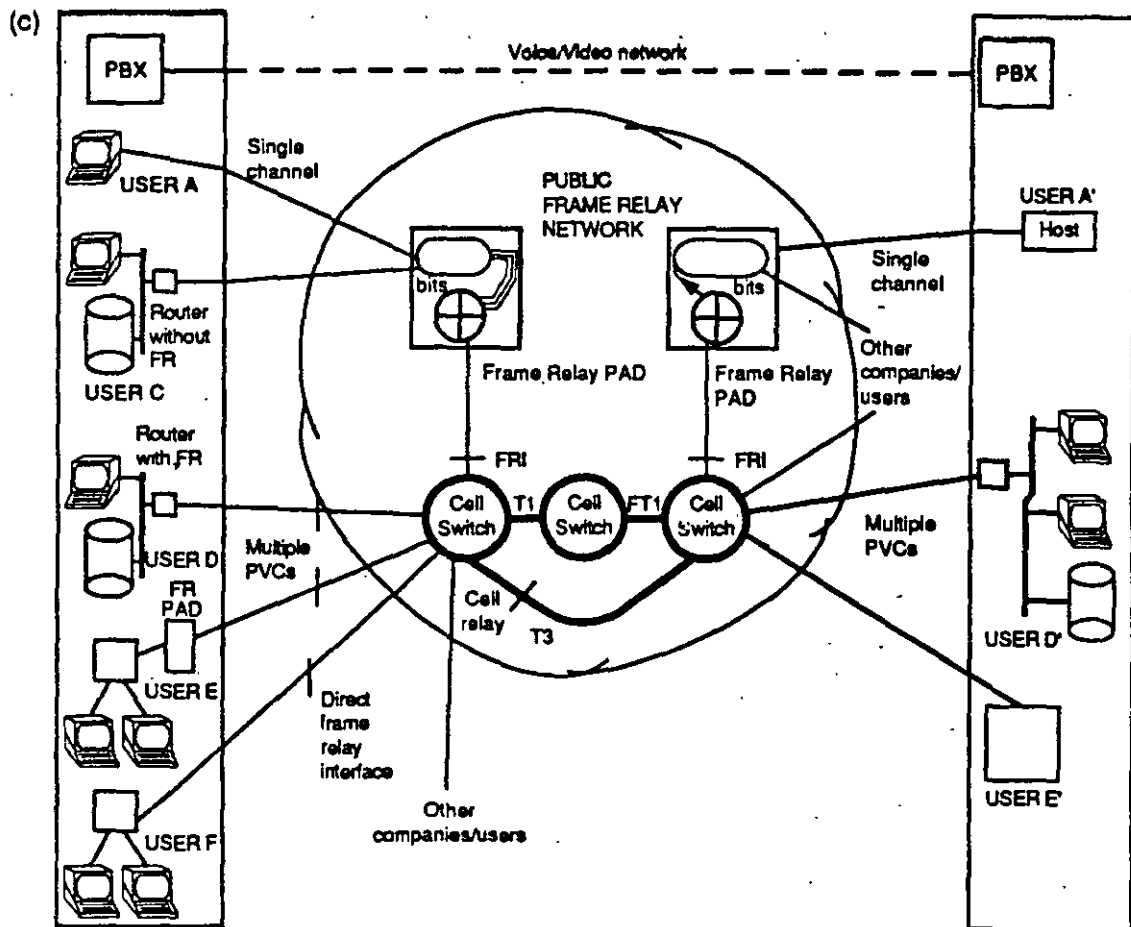 (c)
Voice/Video network
PBX
PBX
USER A
Single
channel
PUBLIC
FRAME RELAY
NETWORK
USER A'
Host
Single
channel
bits
bits
Router
without
FR
USER C
Frame Relay PAD
Frame Relay
PAD
Other
companies/
users
Router
with FR
FRI
FRI
Cell
Switch
T1
Cell
Switch
FT1
Cell
Switch
USER D
Multiple
PVCs
Multiple
PVCs
FR
PAD
Cell
relay
T3
USER D'
USER E
Direct
frame
relay
interface
USER E'
Other
companies/users
USER F